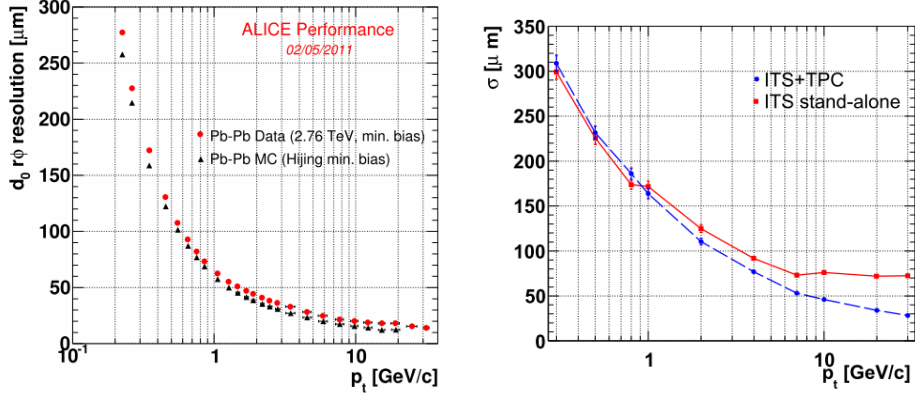 d₀ rφ resolution [μm]
300
250
200
150
100
50
0
ALICE Performance
02/05/2011
Pb-Pb Data (2.76 TeV, min. bias)
Pb-Pb MC (Hijing min. bias)
10⁻¹
1
10
pₜ [GeV/c]
σ [μ m]
350
300
250
200
150
100
50
0
ITS+TPC
ITS stand-alone
1
10
pₜ [GeV/c]